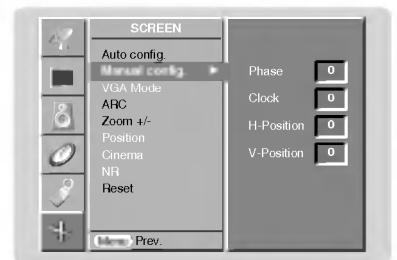 SCREEN
Auto config.
Manual config.
VGA Mode
ARC
Zoom +/-
Position
Cinema
NR
Reset
Menu Prev.
Phase 0
Clock 0
H-Position 0
V-Position 0